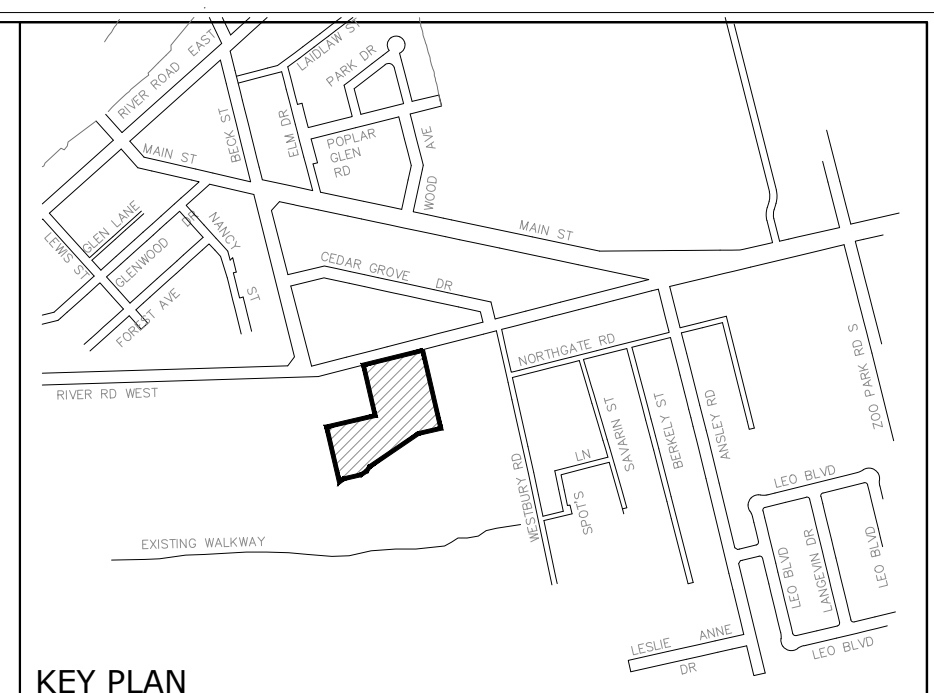 RIVER ROAD EAST
LAIDLAW ST
PARK DR
BECK ST
ELM DR
POPLAR
GLEN
RD
WOOD AVE
MAIN ST
GLEN LANE
LEWIS ST
GLENWOOD DR
NANCY ST
FOREST AVE
MAIN ST
CEDAR GROVE DR
RIVER RD WEST
NORTHGATE RD
ZOO PARK RD S
WESTBURY RD
SAVARIN ST
BERKELY ST
ANSLEY RD
SPOT'S LN
EXISTING WALKWAY
LEO BLVD
LEO BLVD
LANGEVIN DR
LEO BLVD
LEO BLVD
LESLIE ANNE
DR
KEY PLAN